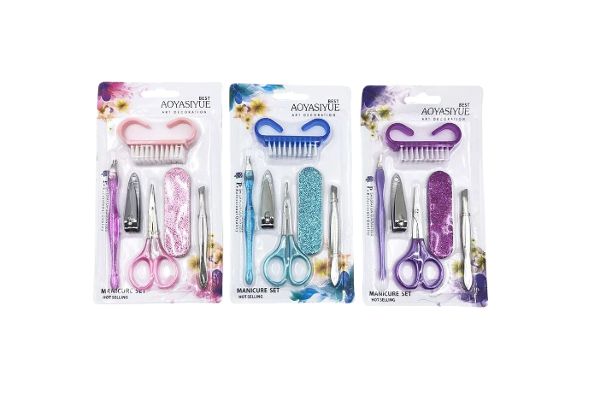 BEST
AOYASIYUE
ART DECORATION
MANICURE SET
HOT SELLING
BEST
AOYASIYUE
ART DECORATION
MANICURE SET
HOT SELLING
BEST
AOYASIYUE
ART DECORATION
MANICURE SET
HOT SELLING